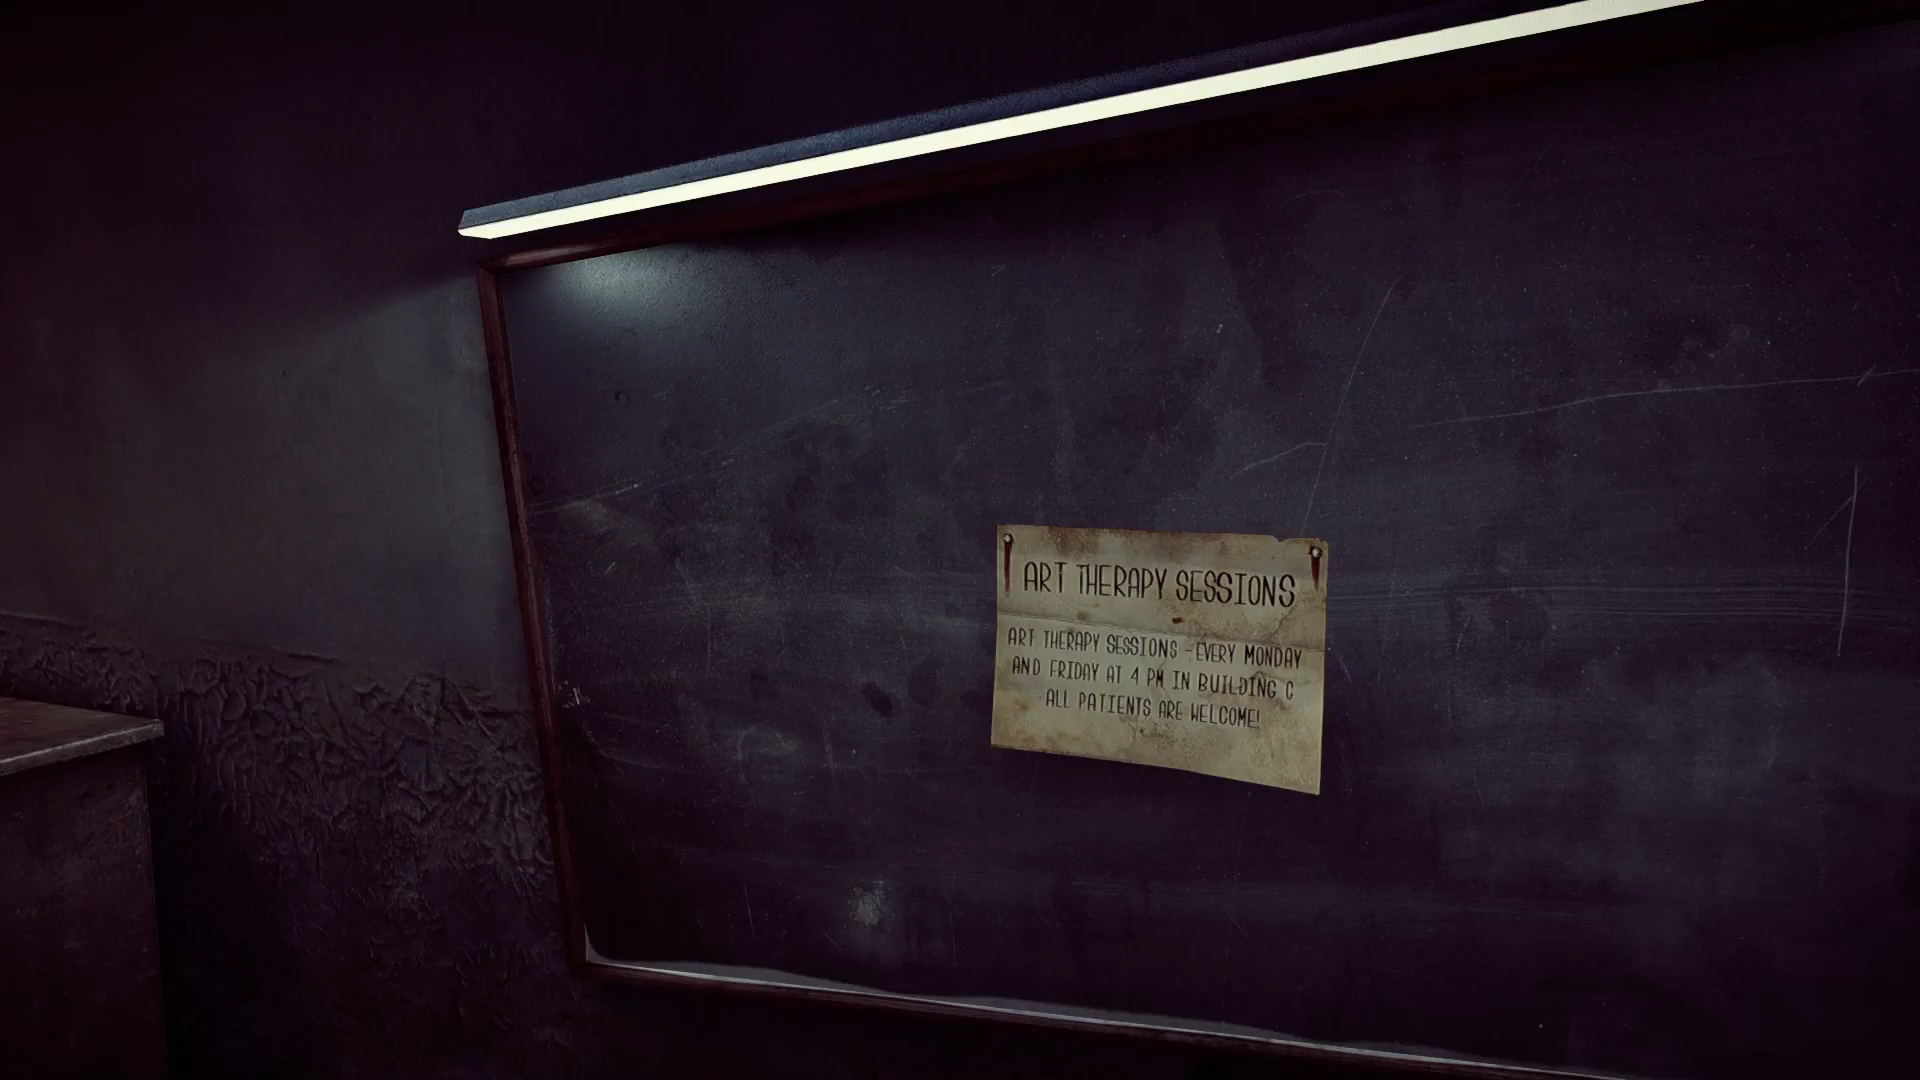 ART THERAPY SESSIONS
ART THERAPY SESSIONS - EVERY MONDAY
AND FRIDAY AT 4 PM IN BUILDING C
ALL PATIENTS ARE WELCOME!